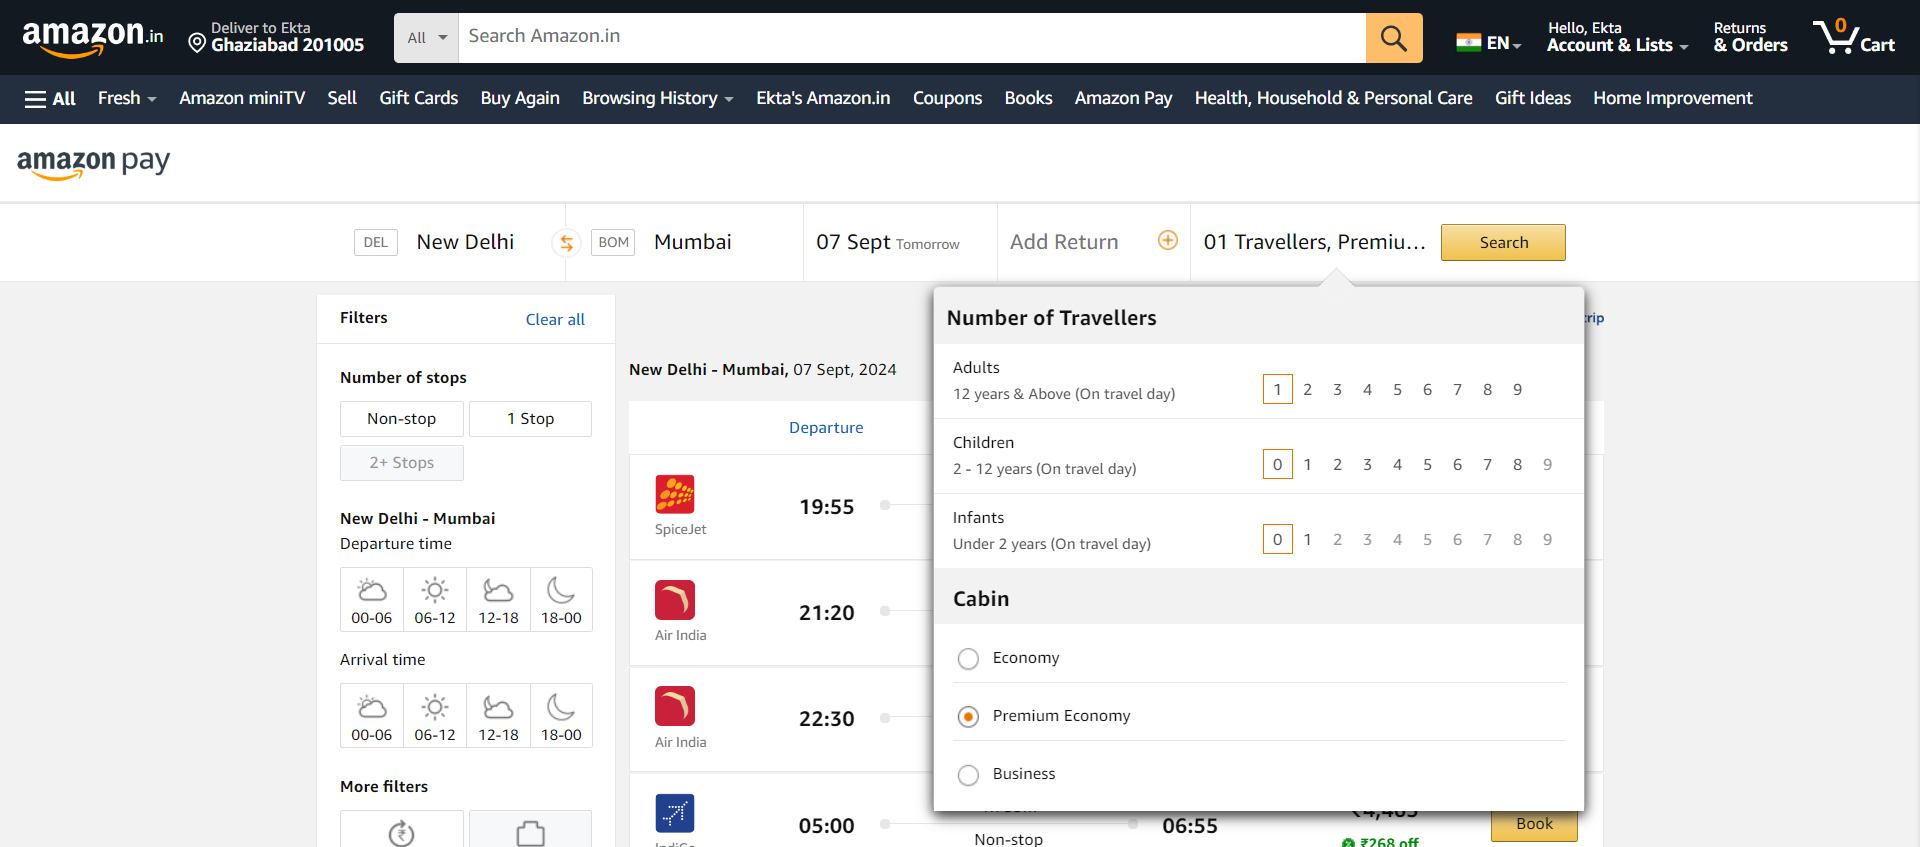 amazon.in
Deliver to Ekta
Ghaziabad 201005
All
Search Amazon.in
EN
Hello, Ekta
Account & Lists
Returns
& Orders
0
Cart
All
Fresh
Amazon miniTV
Sell
Gift Cards
Buy Again
Browsing History
Ekta's Amazon.in
Coupons
Books
Amazon Pay
Health, Household & Personal Care
Gift Ideas
Home Improvement
amazon pay
DEL
New Delhi
BOM
Mumbai
07 Sept Tomorrow
Add Return
01 Travellers, Premiu...
Search
Filters
Clear all
Number of stops
Non-stop
1 Stop
2+ Stops
New Delhi - Mumbai
Departure time
00-06
06-12
12-18
18-00
Arrival time
00-06
06-12
12-18
18-00
More filters
New Delhi - Mumbai, 07 Sept, 2024
Departure
SpiceJet
19:55
Air India
21:20
Air India
22:30
05:00
Non-stop
06:55
₹268 off
Book
Number of Travellers
Adults
12 years & Above (On travel day)
1 2 3 4 5 6 7 8 9
Children
2 - 12 years (On travel day)
0 1 2 3 4 5 6 7 8 9
Infants
Under 2 years (On travel day)
0 1 2 3 4 5 6 7 8 9
Cabin
Economy
Premium Economy
Business